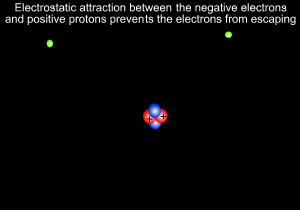 Electrostatic attraction between the negative electrons
and positive protons prevents the electrons from escaping
+ +